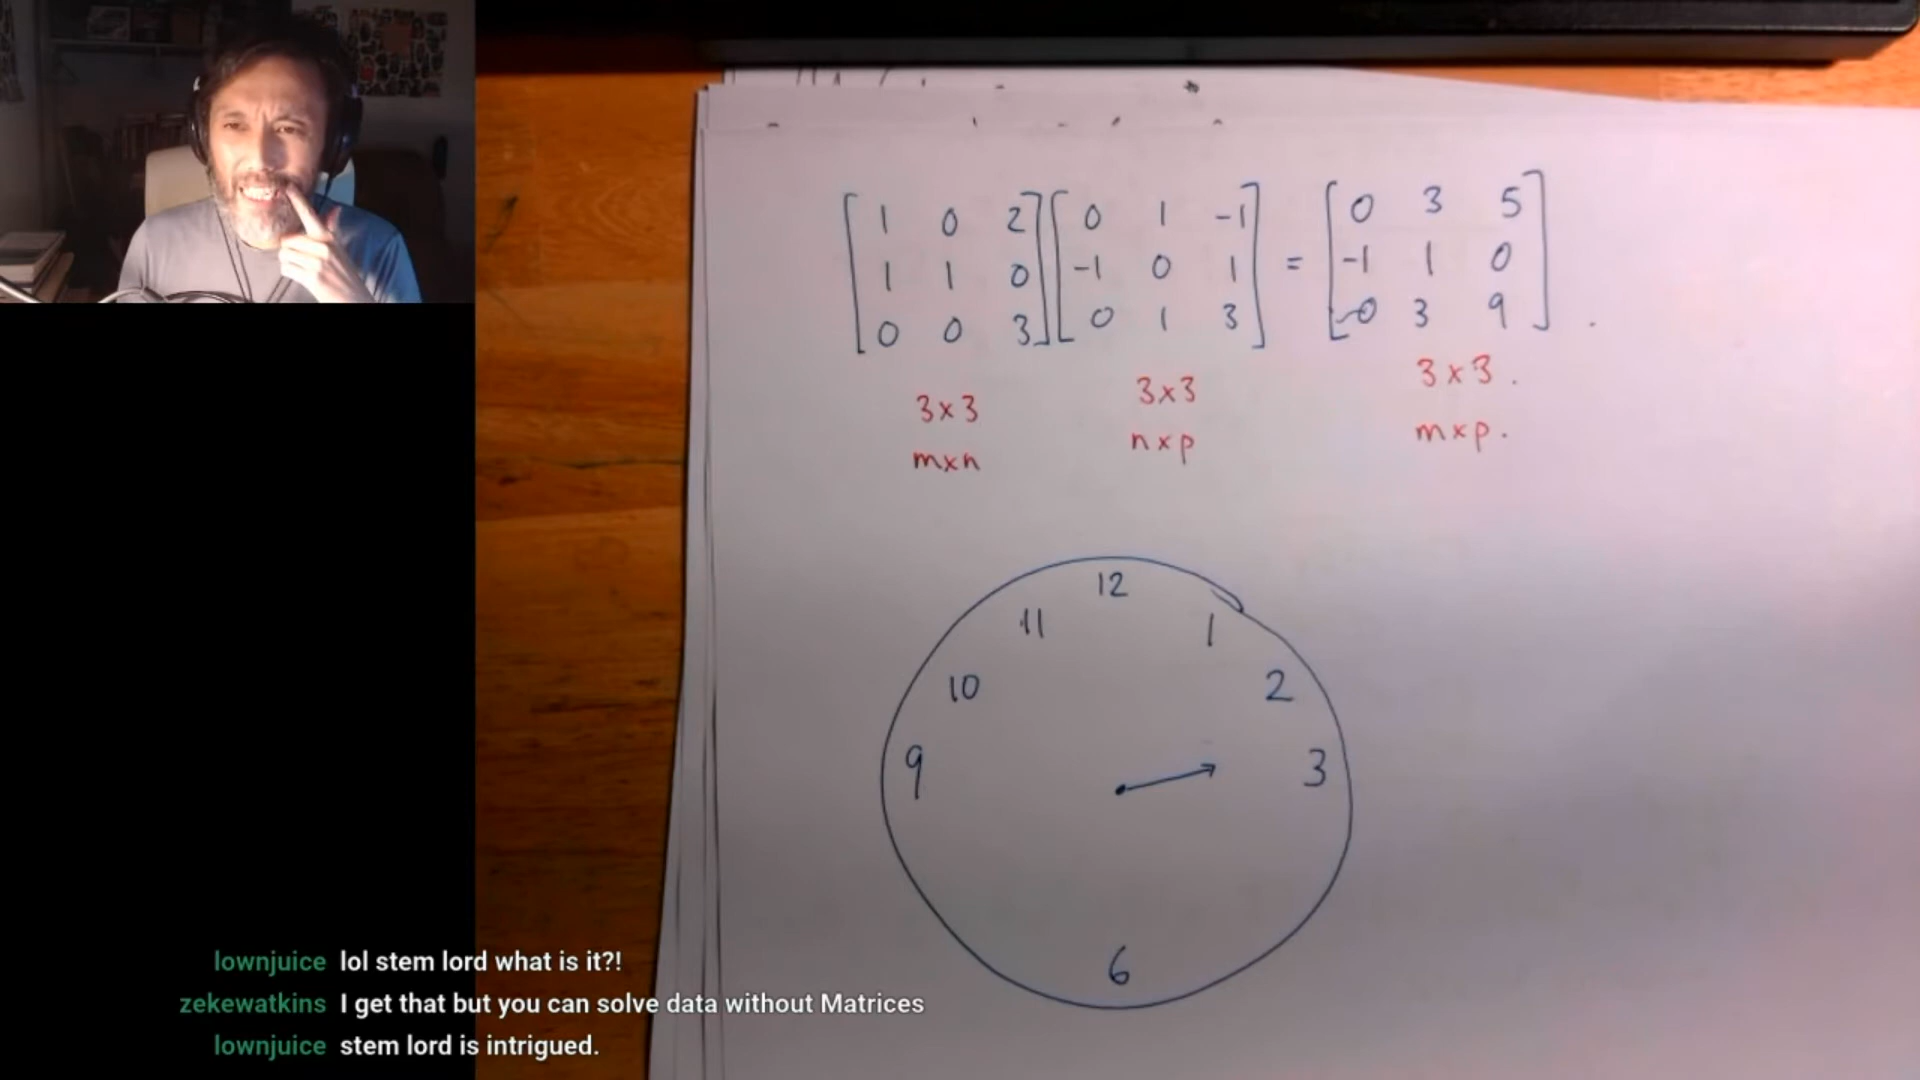 1 0 2 0 1 -1 0 3 5
1 1 0 -1 0 1 = -1 1 0
0 0 3 0 1 3 -0 3 9 .
3x3 3x3 3x3.
mxn nxp mxp.
12
11 1
10 2
9 3
6
lownjuice lol stem lord what is it?!
zekewatkins I get that but you can solve data without Matrices
lownjuice stem lord is intrigued.